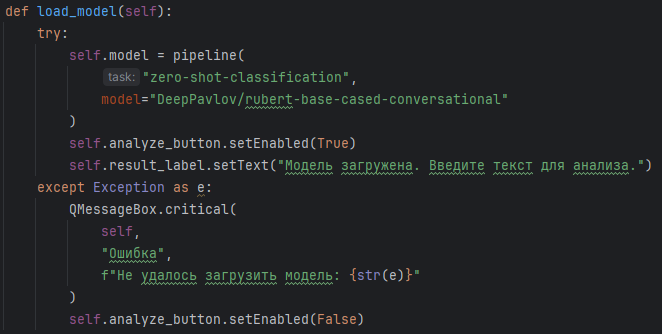 def load_model(self):
    try:
        self.model = pipeline(
            task: "zero-shot-classification",
            model="DeepPavlov/rubert-base-cased-conversational"
        )
        self.analyze_button.setEnabled(True)
        self.result_label.setText("Модель загружена. Введите текст для анализа.")
    except Exception as e:
        QMessageBox.critical(
            self,
            "Ошибка",
            f"Не удалось загрузить модель: {str(e)}"
        )
        self.analyze_button.setEnabled(False)